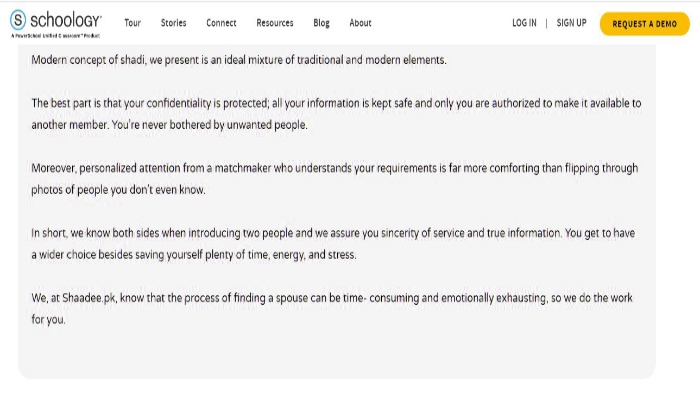 schoology
A PowerSchool Unified Classroom™ Product
Tour
Stories
Connect
Resources
Blog
About
LOG IN | SIGN UP
REQUEST A DEMO
Modern concept of shadi, we present is an ideal mixture of traditional and modern elements.
The best part is that your confidentiality is protected; all your information is kept safe and only you are authorized to make it available to
another member. You're never bothered by unwanted people.
Moreover, personalized attention from a matchmaker who understands your requirements is far more comforting than flipping through
photos of people you don't even know.
In short, we know both sides when introducing two people and we assure you sincerity of service and true information. You get to have
a wider choice besides saving yourself plenty of time, energy, and stress.
We, at Shaadee.pk, know that the process of finding a spouse can be time- consuming and emotionally exhausting, so we do the work
for you.